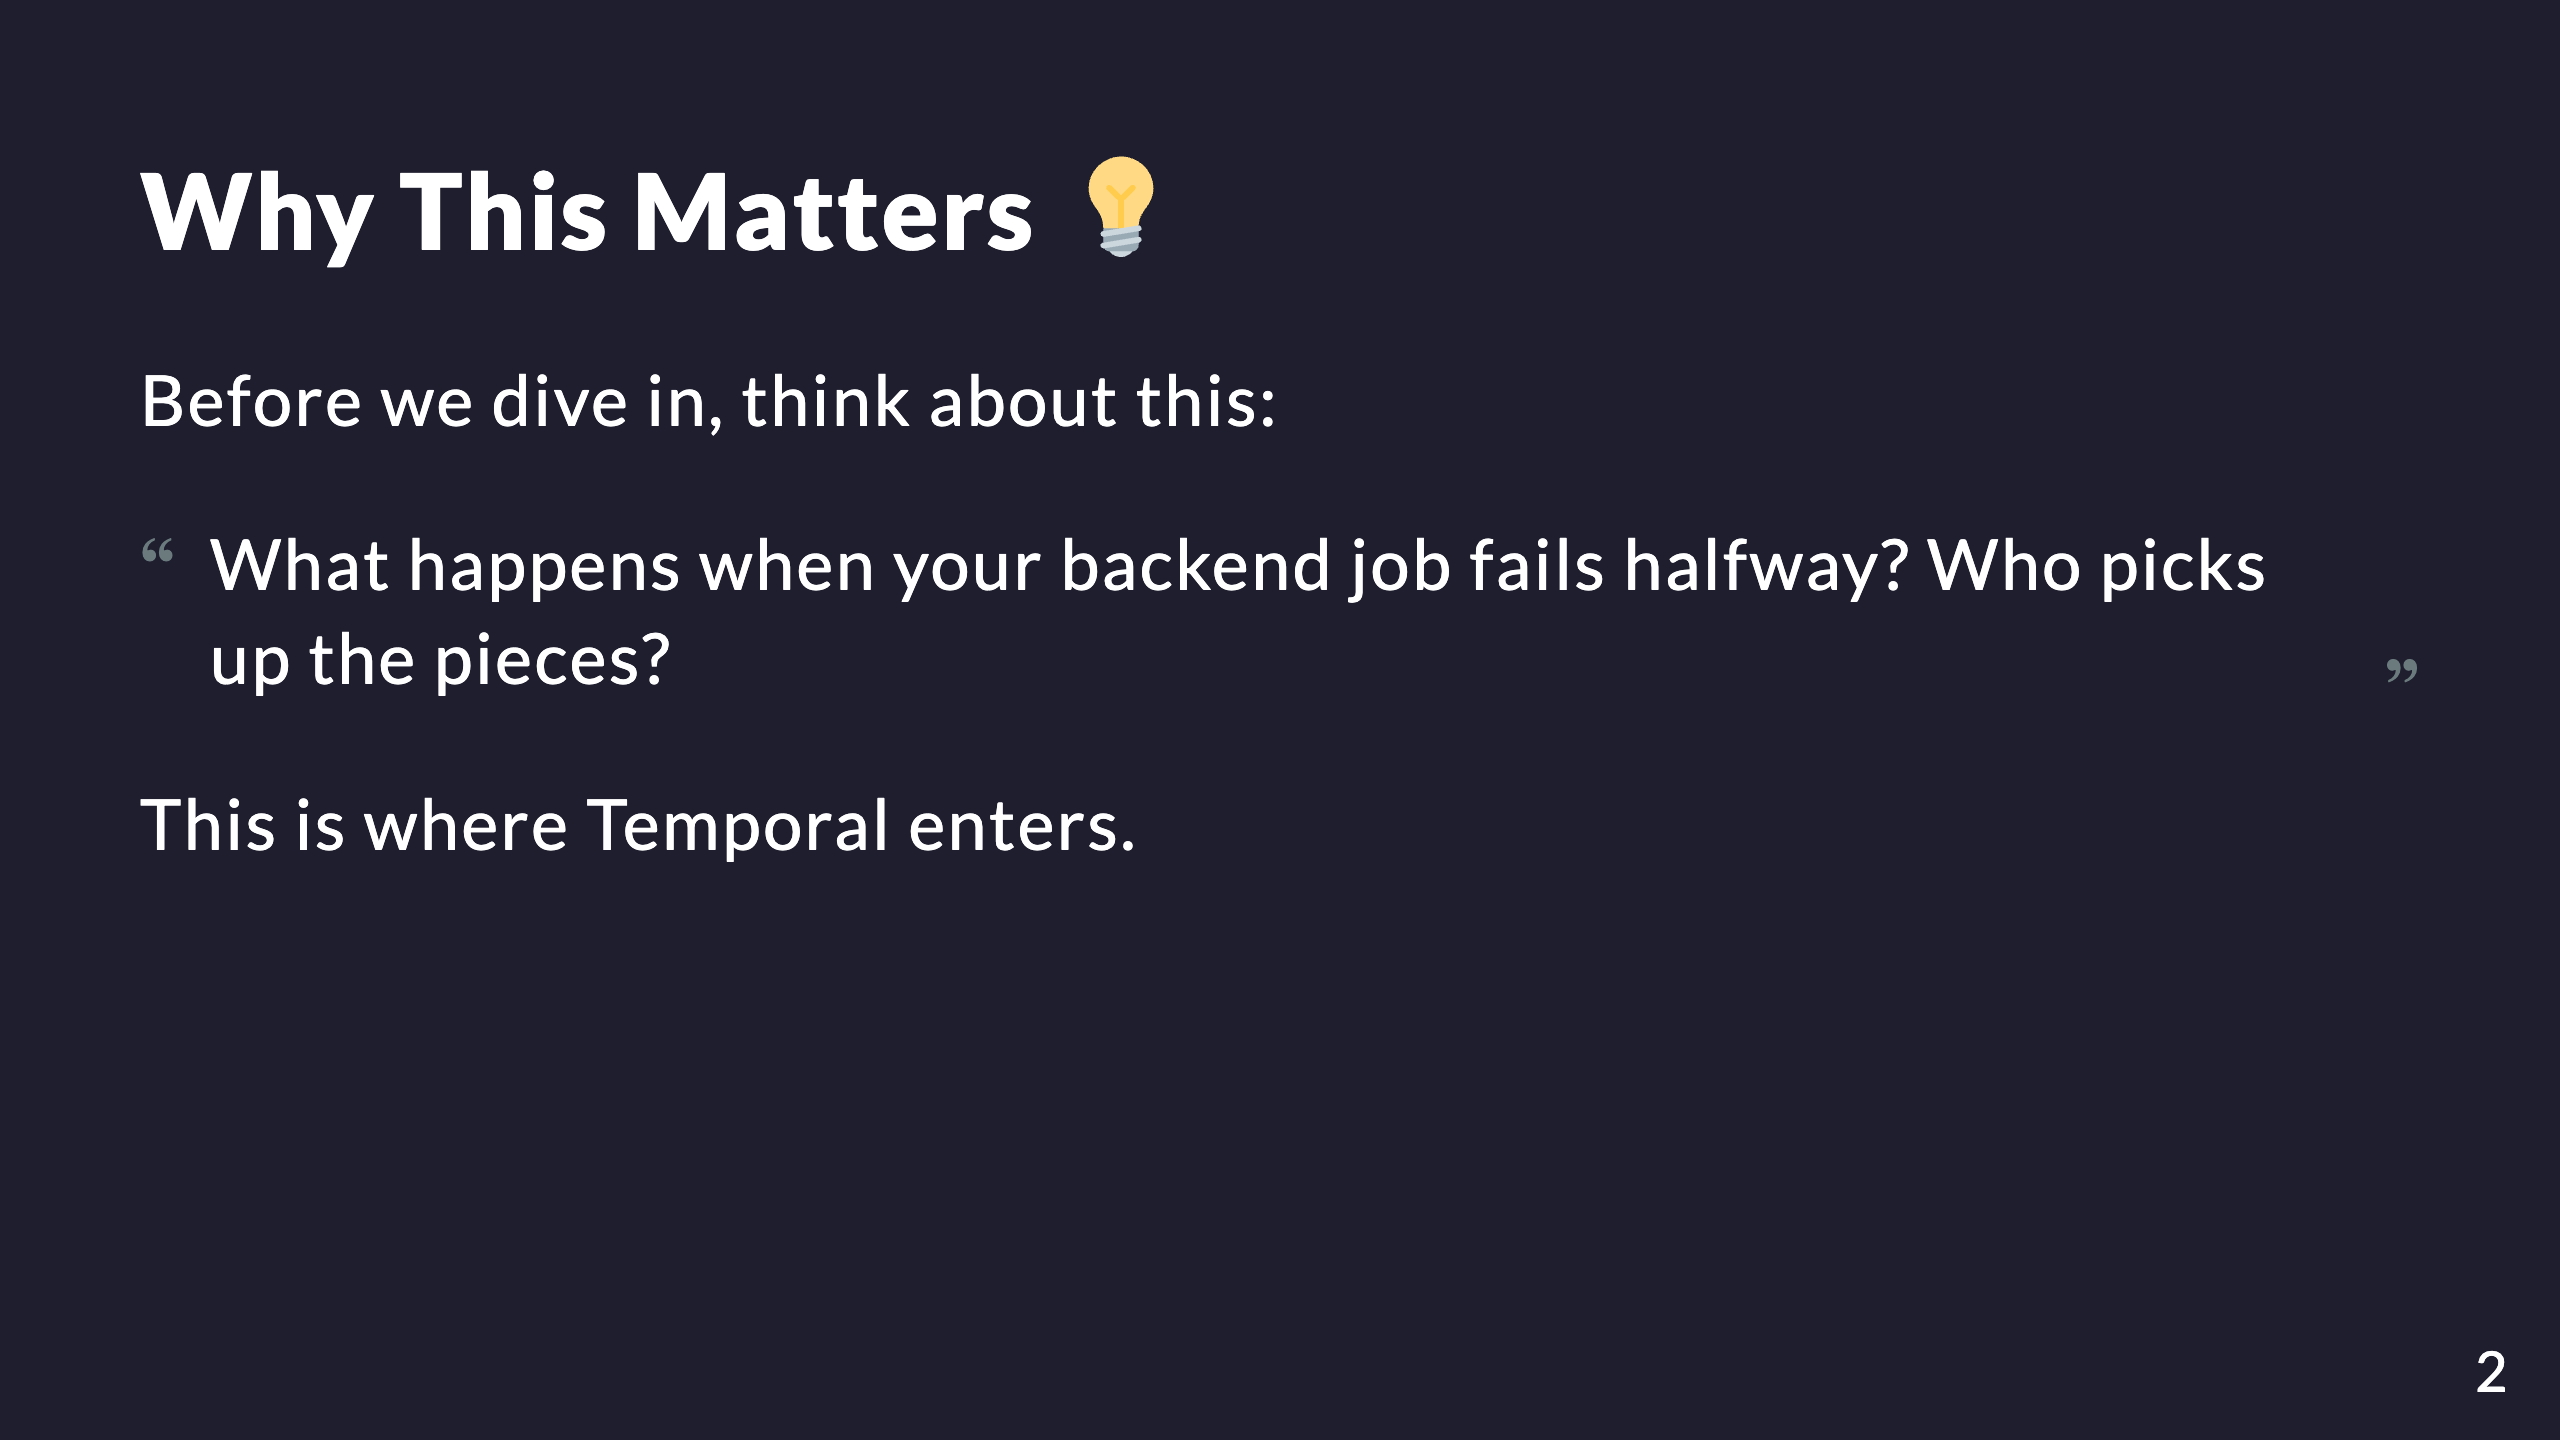 Why This Matters 💡
Before we dive in, think about this:
“ What happens when your backend job fails halfway? Who picks
up the pieces? ”
This is where Temporal enters.
2